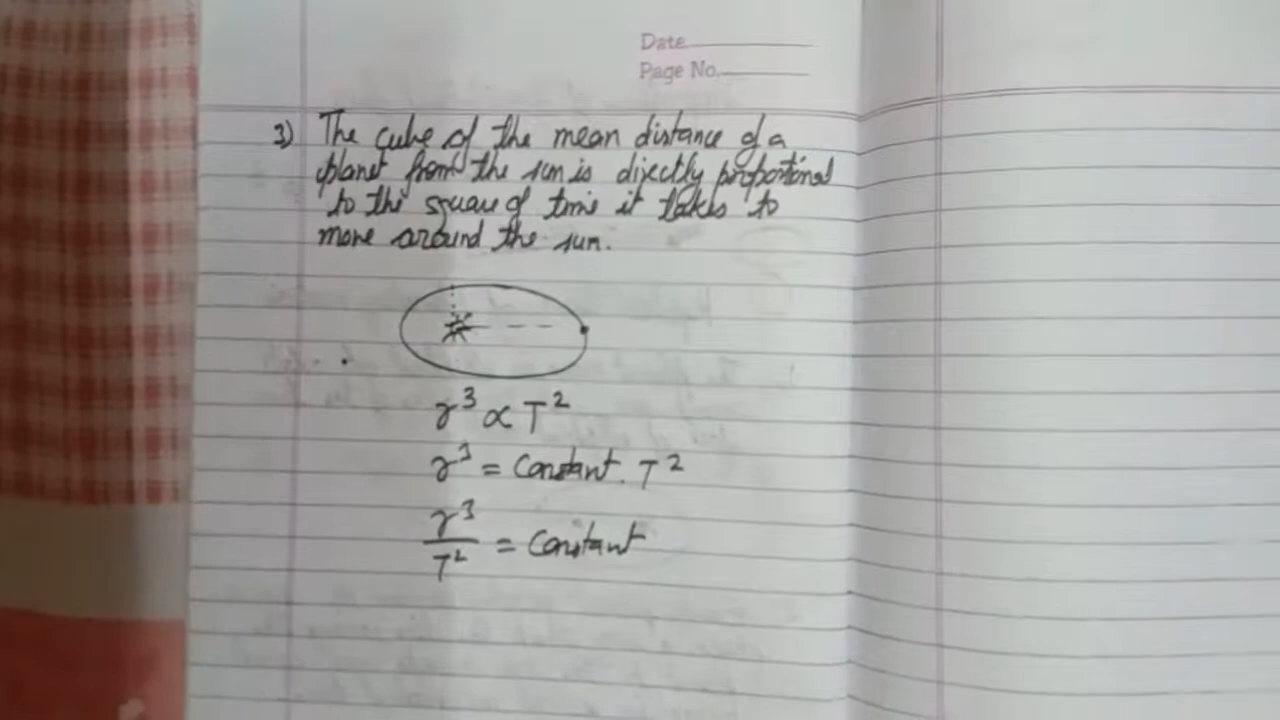 Date
Page No.
3) The cube of the mean distance of a
planet from the sun is directly proportional
to the square of time it takes to
move around the sun.
r³ ∝ T²
r³ = Constant. T²
r³/T² = Constant